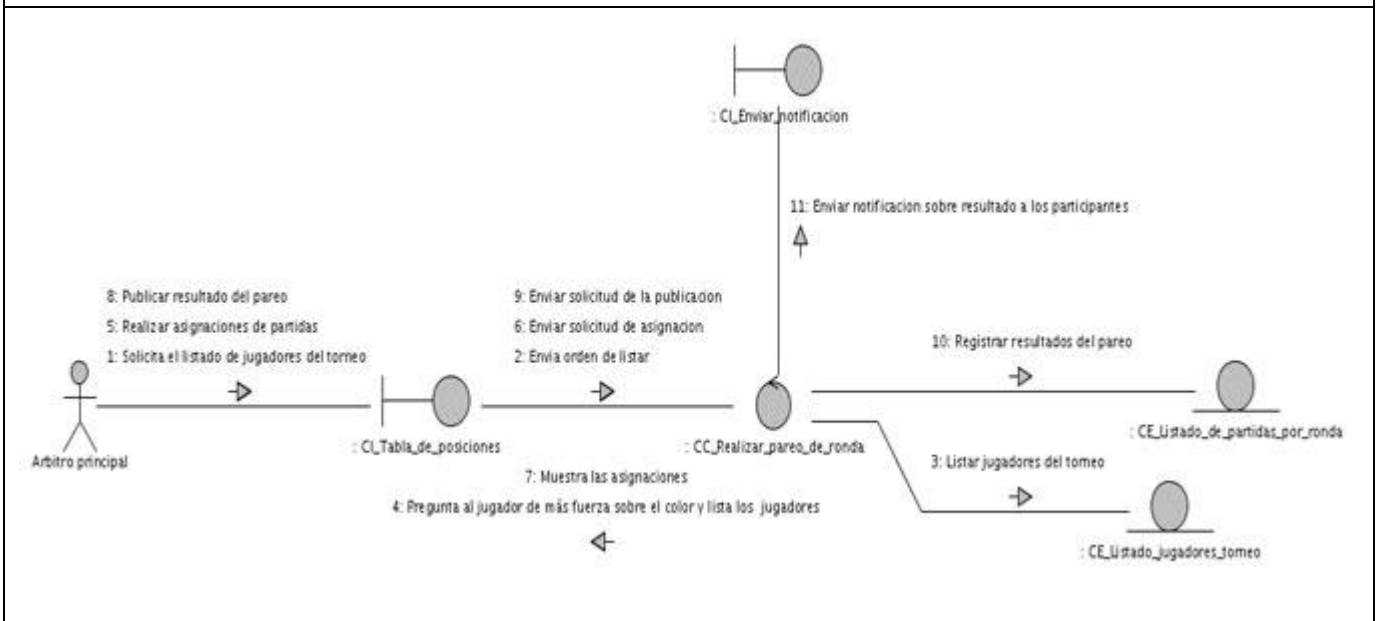 : CI_Enviar_notificacion
11: Enviar notificacion sobre resultado a los participantes
8: Publicar resultado del pareo
5: Realizar asignaciones de partidas
1: Solicita el listado de jugadores del torneo
9: Enviar solicitud de la publicacion
6: Enviar solicitud de asignacion
2: Envia orden de listar
10: Registrar resultados del pareo
Arbitro principal
: CI_Tabla_de_posiciones
: CC_Realizar_pareo_de_ronda
: CE_Listado_de_partidas_por_ronda
7: Muestra las asignaciones
4: Pregunta al jugador de más fuerza sobre el color y lista los jugadores
3: Listar jugadores del torneo
: CE_Listado_jugadores_torneo